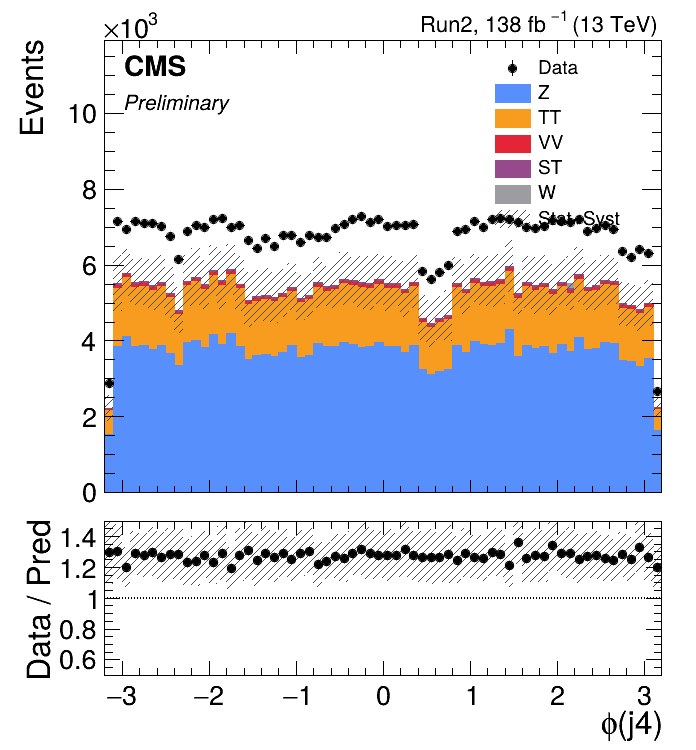 ×10³
Run2, 138 fb⁻¹ (13 TeV)
CMS
Preliminary
Events
Data
Z
TT
VV
ST
W
Stat. Syst
10
8
6
4
2
0
Data / Pred
1.4
1.2
1
0.8
0.6
−3 −2 −1 0 1 2 3
ϕ(j4)